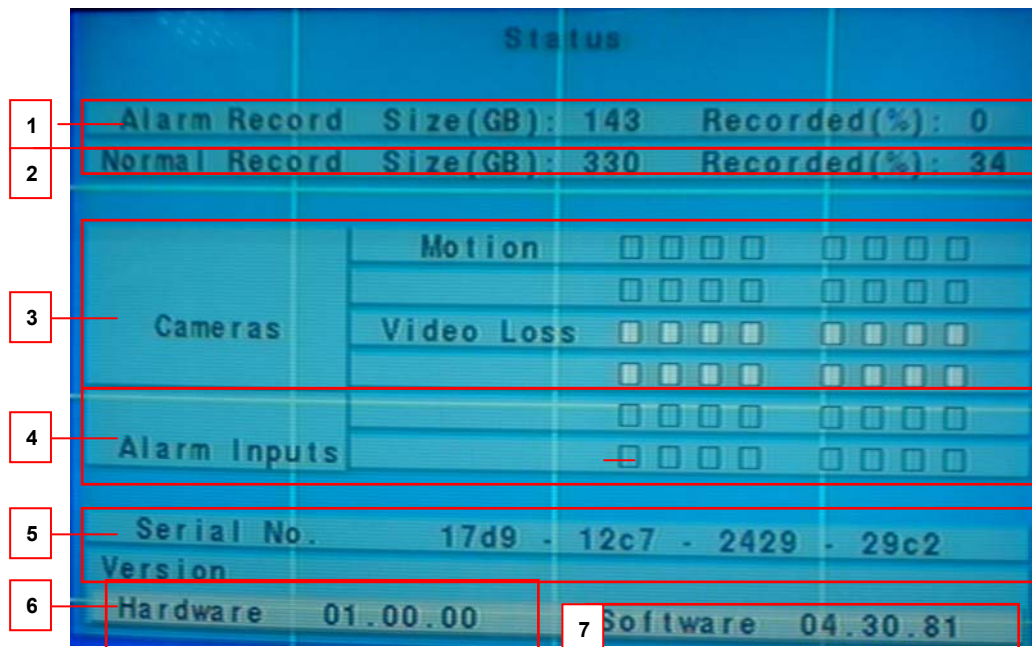 Status
1 Alarm Record Size(GB): 143 Recorded(%): 0
2 Normal Record Size(GB): 330 Recorded(%): 34
Motion
3 Cameras Video Loss
4 Alarm Inputs
5 Serial No. 17d9 - 12c7 - 2429 - 29c2
Version
6 Hardware 01.00.00 7 Software 04.30.81